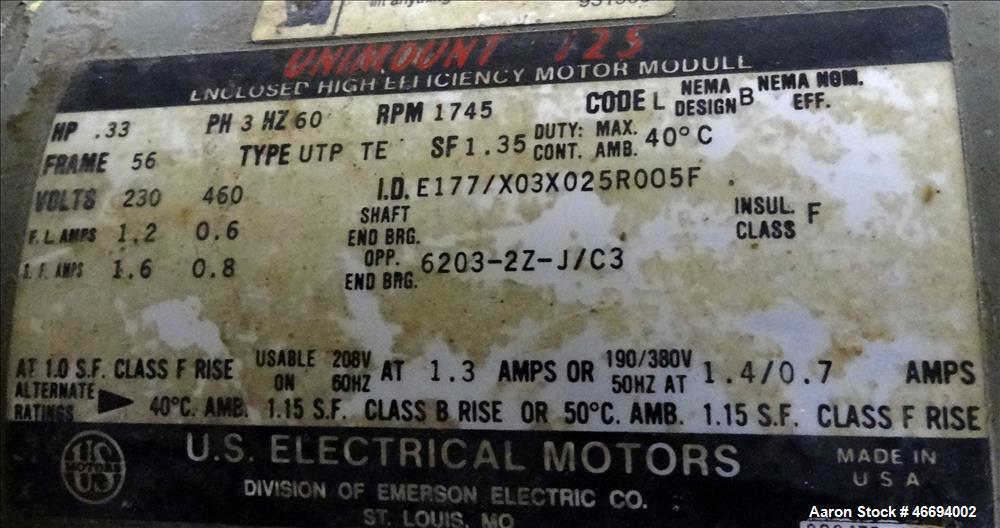 on anything
UNIMOUNT 125
ENCLOSED HIGH EFFICIENCY MOTOR MODULE
HP .33 PH 3 HZ 60 RPM 1745 CODE L NEMA DESIGN B NEMA NOM. EFF.
FRAME 56 TYPE UTP TE SF 1.35 DUTY: CONT. MAX. AMB. 40°C
VOLTS 230 460 I.D. E177/X03X025R005F
F.L. AMPS 1.2 0.6 SHAFT END BRG. INSUL. CLASS F
S.F. AMPS 1.6 0.8 OPP. END BRG. 6203-2Z-J/C3
AT 1.0 S.F. CLASS F RISE USABLE ON 208V 60HZ AT 1.3 AMPS OR 190/380V 50HZ AT 1.4/0.7 AMPS
ALTERNATE RATINGS 40°C. AMB. 1.15 S.F. CLASS B RISE OR 50°C. AMB. 1.15 S.F. CLASS F RISE
US MOTORS
U.S. ELECTRICAL MOTORS
DIVISION OF EMERSON ELECTRIC CO.
ST. LOUIS, MO
MADE IN
USA
Aaron Stock # 46694002